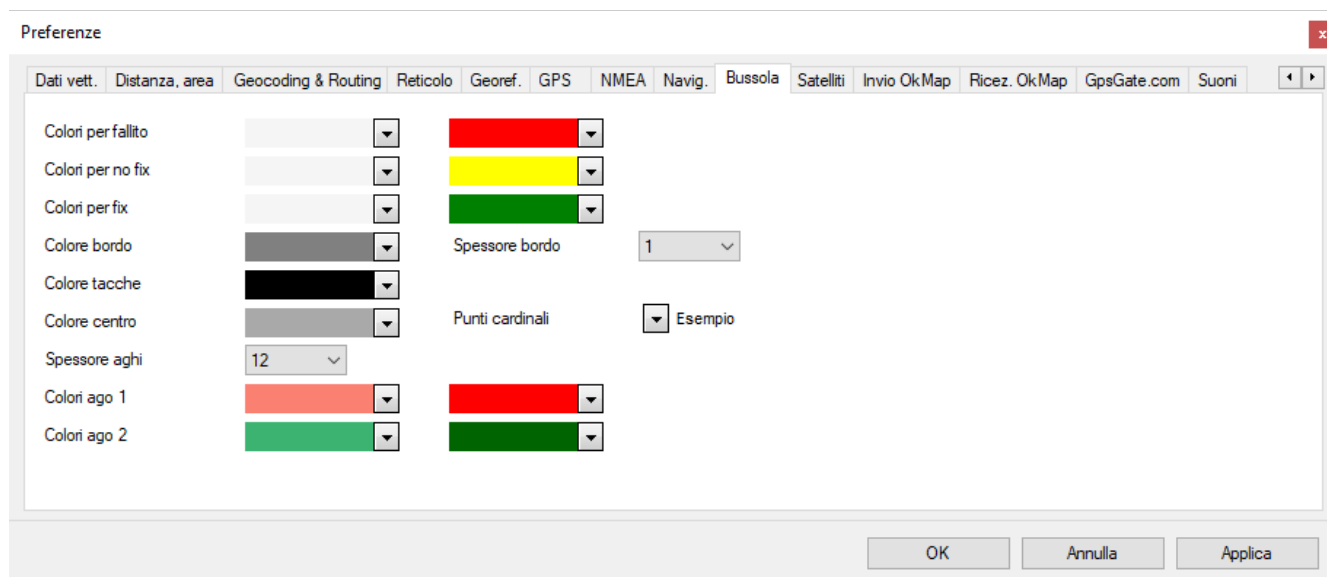 Preferenze
x
Dati vett. Distanza, area Geocoding & Routing Reticolo Georef. GPS NMEA Navig. Bussola Satelliti Invio OkMap Ricez. OkMap GpsGate.com Suoni
Colori per fallito
Colori per no fix
Colori per fix
Colore bordo Spessore bordo 1
Colore tacche
Colore centro Punti cardinali Esempio
Spessore aghi 12
Colori ago 1
Colori ago 2
OK Annulla Applica